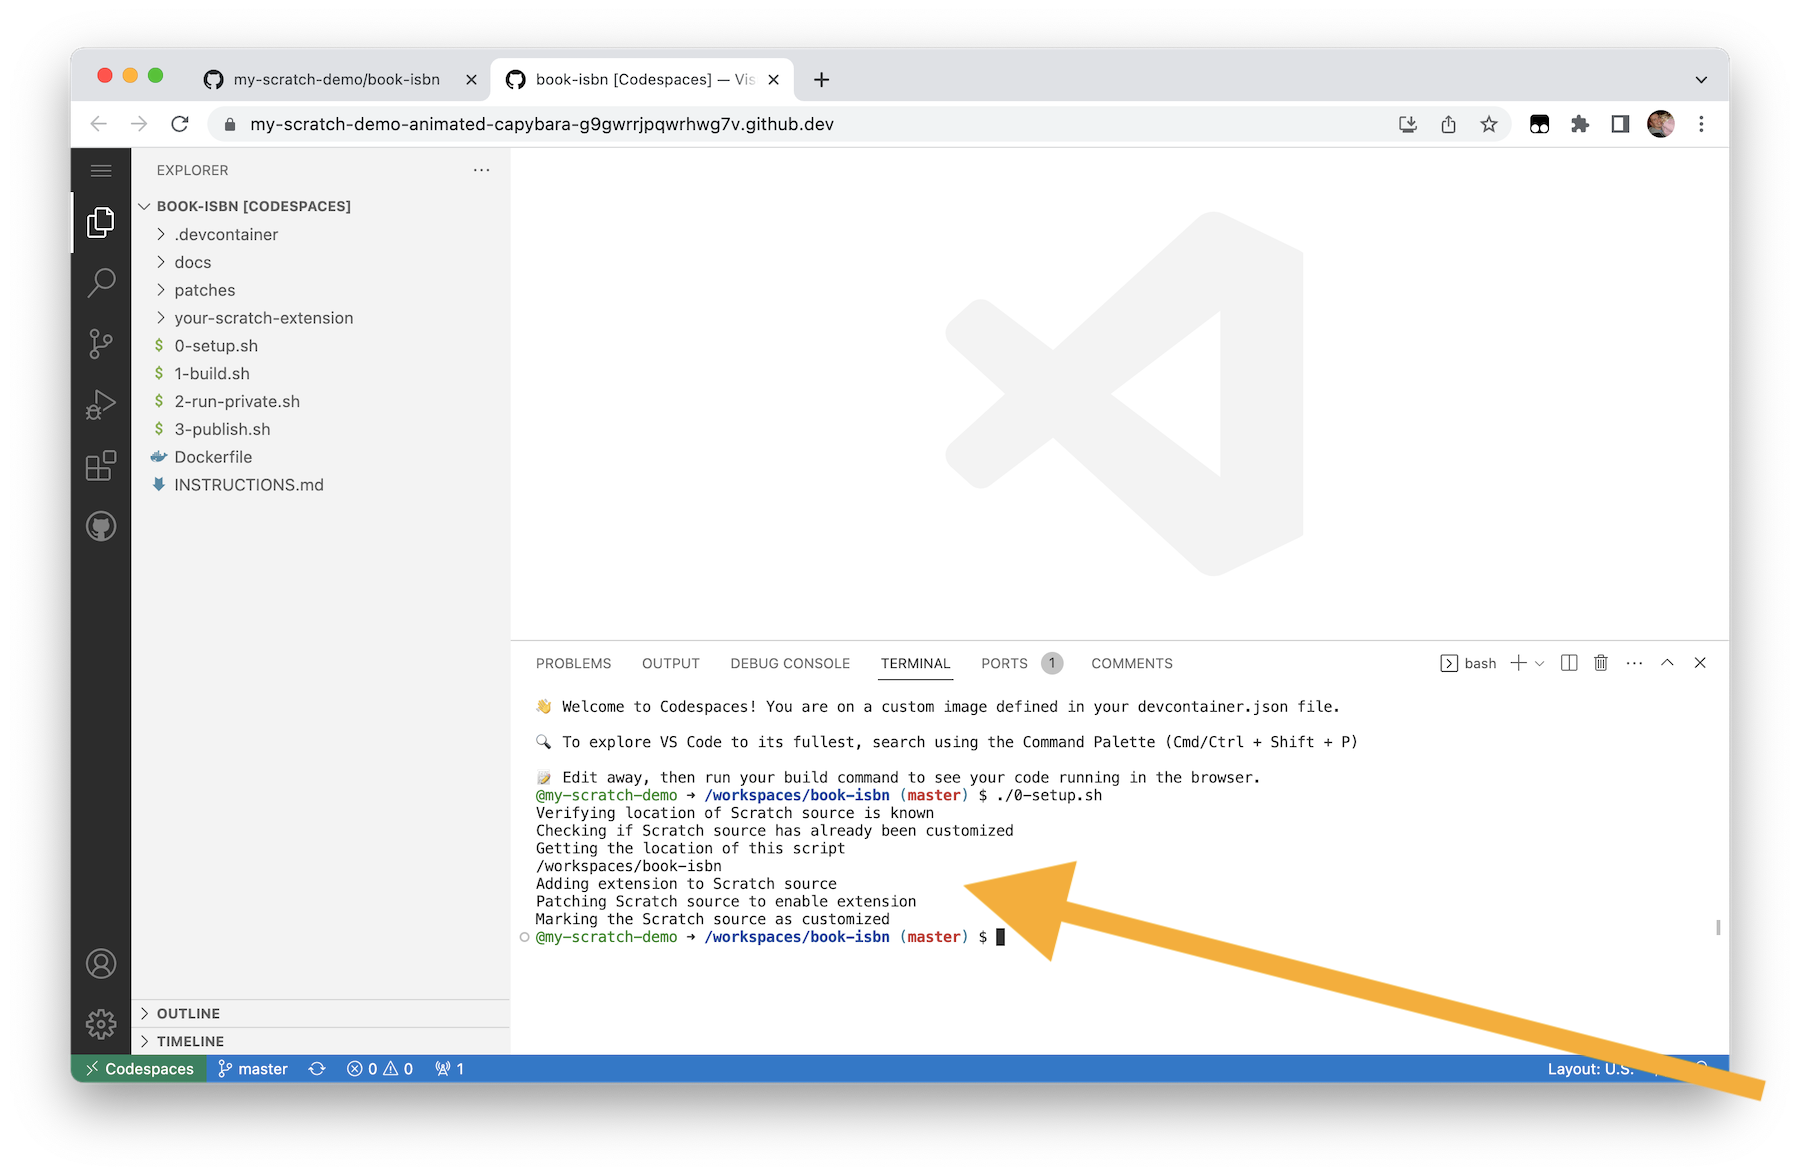 my-scratch-demo/book-isbn
book-isbn [Codespaces] — Vis
my-scratch-demo-animated-capybara-g9gwrrjpqwrhwg7v.github.dev
EXPLORER
BOOK-ISBN [CODESPACES]
.devcontainer
docs
patches
your-scratch-extension
$ 0-setup.sh
$ 1-build.sh
$ 2-run-private.sh
$ 3-publish.sh
Dockerfile
INSTRUCTIONS.md
OUTLINE
TIMELINE
PROBLEMS OUTPUT DEBUG CONSOLE TERMINAL PORTS 1 COMMENTS
bash
👋 Welcome to Codespaces! You are on a custom image defined in your devcontainer.json file.
🔍 To explore VS Code to its fullest, search using the Command Palette (Cmd/Ctrl + Shift + P)
📝 Edit away, then run your build command to see your code running in the browser.
@my-scratch-demo ➜ /workspaces/book-isbn (master) $ ./0-setup.sh
Verifying location of Scratch source is known
Checking if Scratch source has already been customized
Getting the location of this script
/workspaces/book-isbn
Adding extension to Scratch source
Patching Scratch source to enable extension
Marking the Scratch source as customized
@my-scratch-demo ➜ /workspaces/book-isbn (master) $
Codespaces master 0 0 1
Layout: U.S.